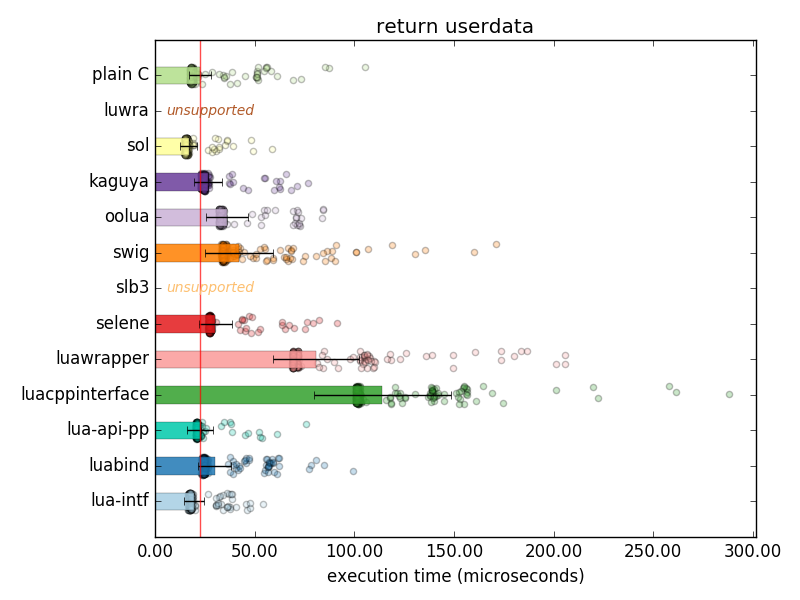 return userdata
plain C
luwra unsupported
sol
kaguya
oolua
swig
slb3 unsupported
selene
luawrapper
luacppinterface
lua-api-pp
luabind
lua-intf
0.00 50.00 100.00 150.00 200.00 250.00 300.00
execution time (microseconds)